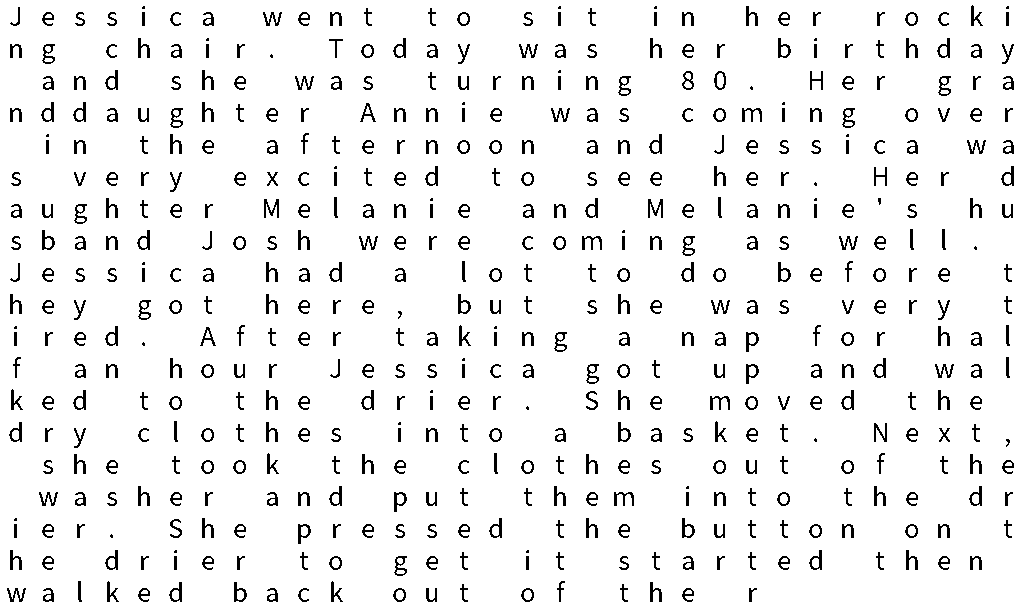 Jessica went to sit in her rocki
ng chair. Today was her birthday
 and she was turning 80. Her gra
nddaughter Annie was coming over
 in the afternoon and Jessica wa
s very excited to see her. Her d
aughter Melanie and Melanie's hu
sband Josh were coming as well.
Jessica had a lot to do before t
hey got here, but she was very t
ired. After taking a nap for hal
f an hour Jessica got up and wal
ked to the drier. She moved the
dry clothes into a basket. Next,
 she took the clothes out of the
 washer and put them into the dr
ier. She pressed the button on t
he drier to get it started then
walked back out of the r